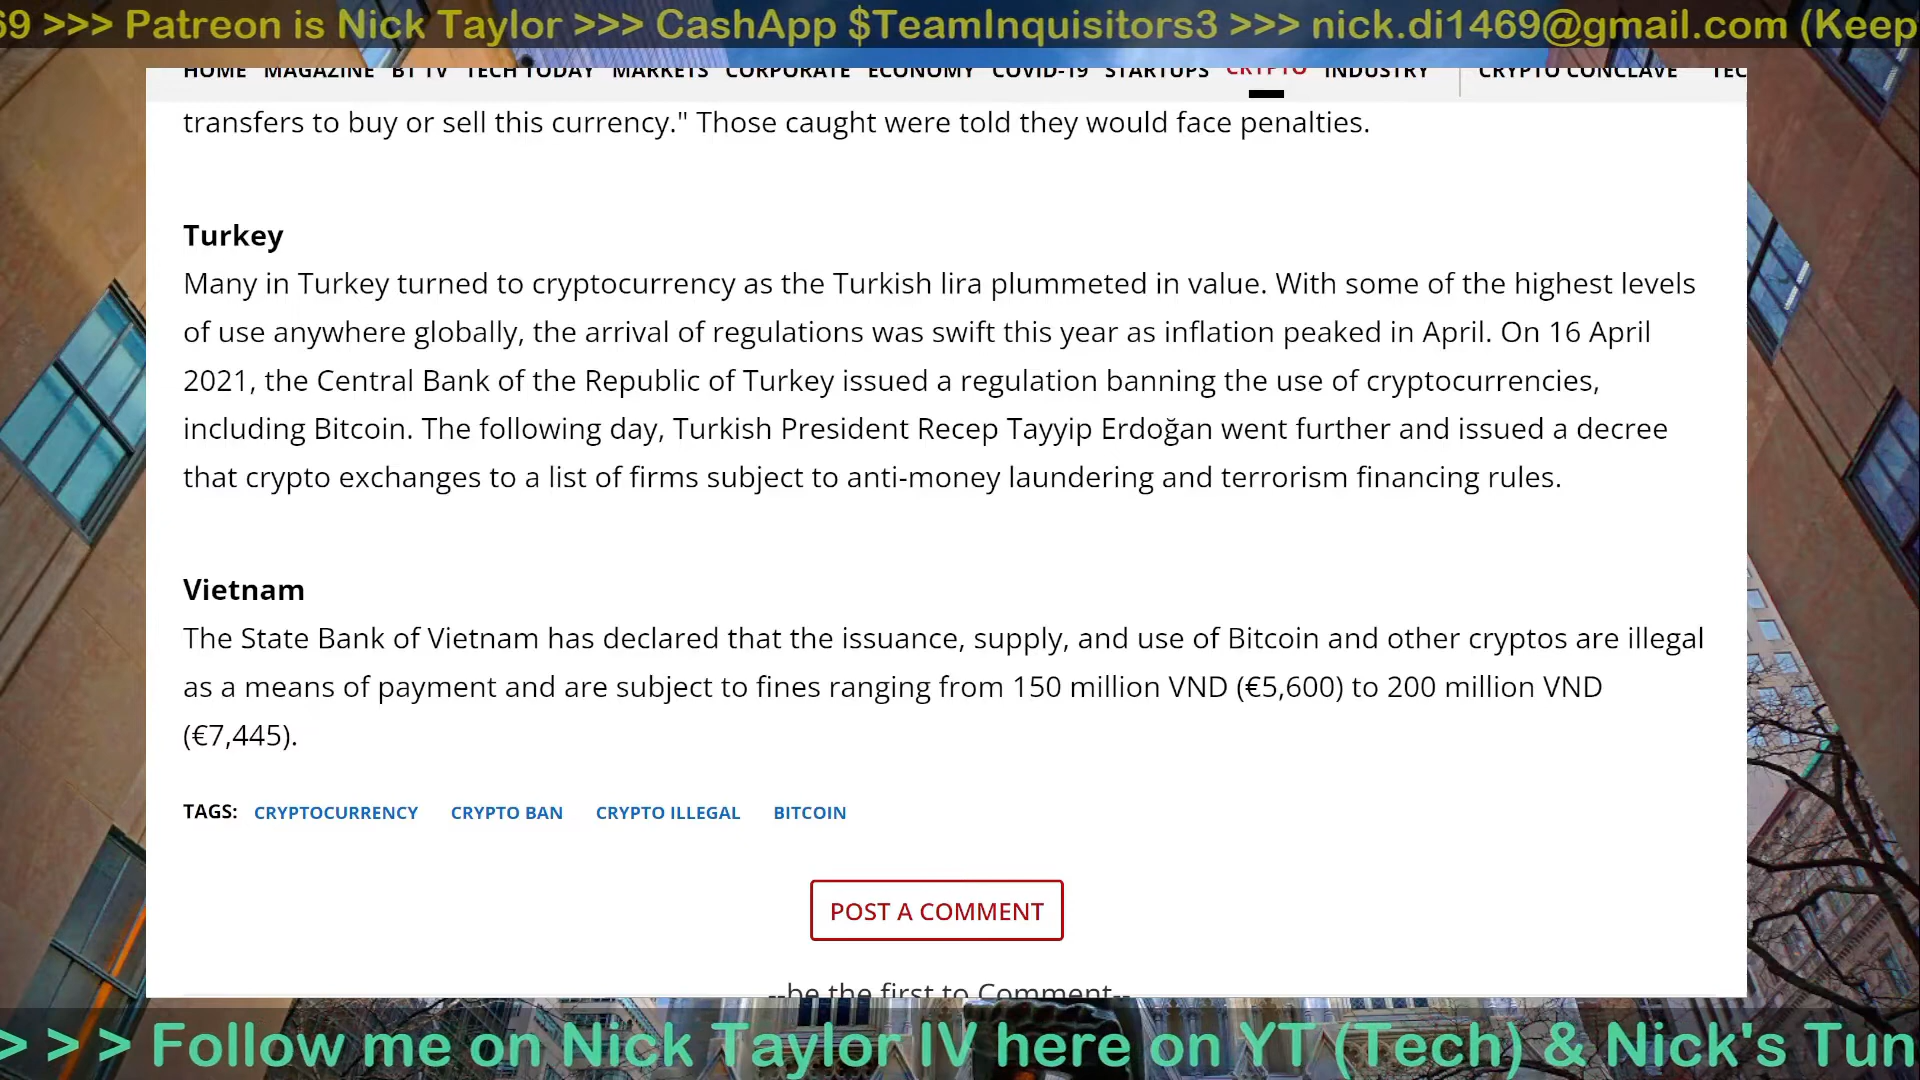 69 >>> Patreon is Nick Taylor >>> CashApp $TeamInquisitors3 >>> nick.di1469@gmail.com (Keep
HOME MAGAZINE BT TV TECH TODAY MARKETS CORPORATE ECONOMY COVID-19 STARTUPS CRYPTO INDUSTRY CRYPTO CONCLAVE TEC
transfers to buy or sell this currency." Those caught were told they would face penalties.
Turkey
Many in Turkey turned to cryptocurrency as the Turkish lira plummeted in value. With some of the highest levels
of use anywhere globally, the arrival of regulations was swift this year as inflation peaked in April. On 16 April
2021, the Central Bank of the Republic of Turkey issued a regulation banning the use of cryptocurrencies,
including Bitcoin. The following day, Turkish President Recep Tayyip Erdoğan went further and issued a decree
that crypto exchanges to a list of firms subject to anti-money laundering and terrorism financing rules.
Vietnam
The State Bank of Vietnam has declared that the issuance, supply, and use of Bitcoin and other cryptos are illegal
as a means of payment and are subject to fines ranging from 150 million VND (€5,600) to 200 million VND
(€7,445).
TAGS: CRYPTOCURRENCY CRYPTO BAN CRYPTO ILLEGAL BITCOIN
POST A COMMENT
--be the first to Comment--
> > > Follow me on Nick Taylor IV here on YT (Tech) & Nick's Tun